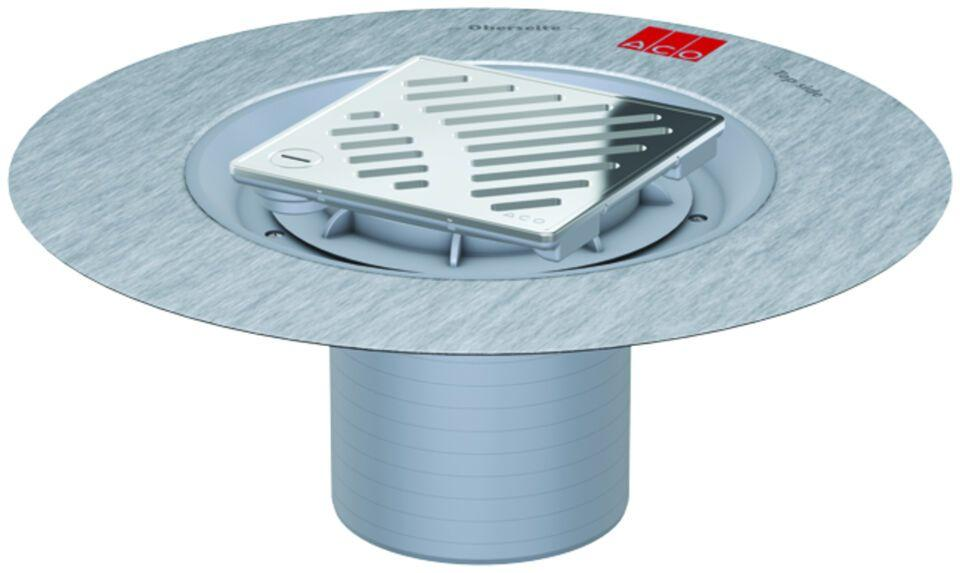 – Oberseite –
ACO
– Top side –
ACO